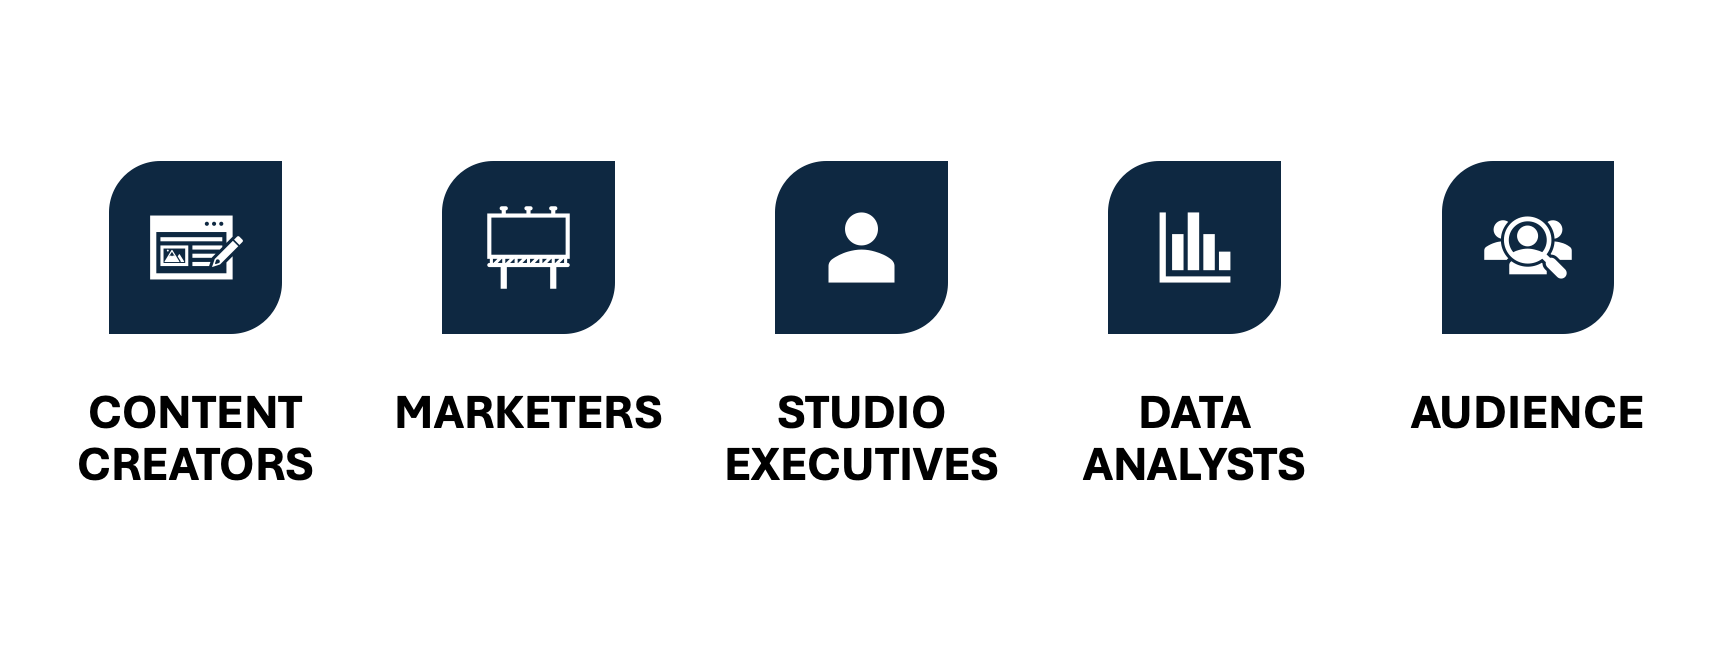 CONTENT
CREATORS
MARKETERS
STUDIO
EXECUTIVES
DATA
ANALYSTS
AUDIENCE